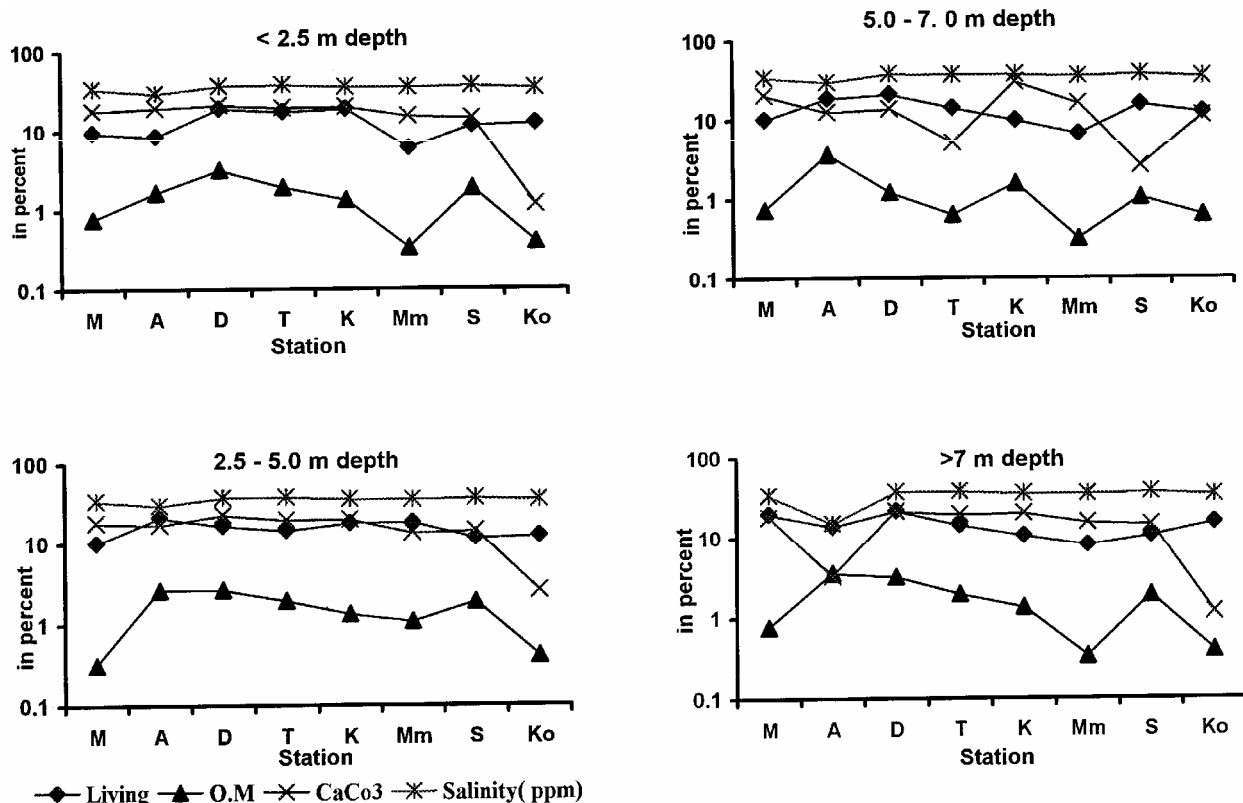 < 2.5 m depth
100
10
1
0.1
in percent
M A D T K Mm S Ko
Station
5.0 - 7. 0 m depth
100
10
1
0.1
in percent
M A D T K Mm S Ko
Station
2.5 - 5.0 m depth
100
10
1
0.1
in percent
M A D T K Mm S Ko
Station
>7 m depth
100
10
1
0.1
in percent
M A D T K Mm S Ko
Station
Living O.M CaCo3 Salinity( ppm)